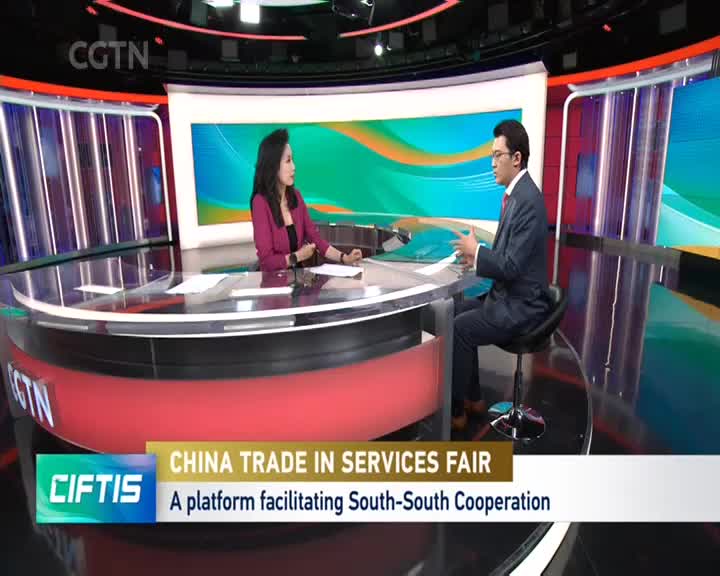 CGTN
CGTN
CHINA TRADE IN SERVICES FAIR
CIFTIS
A platform facilitating South-South Cooperation